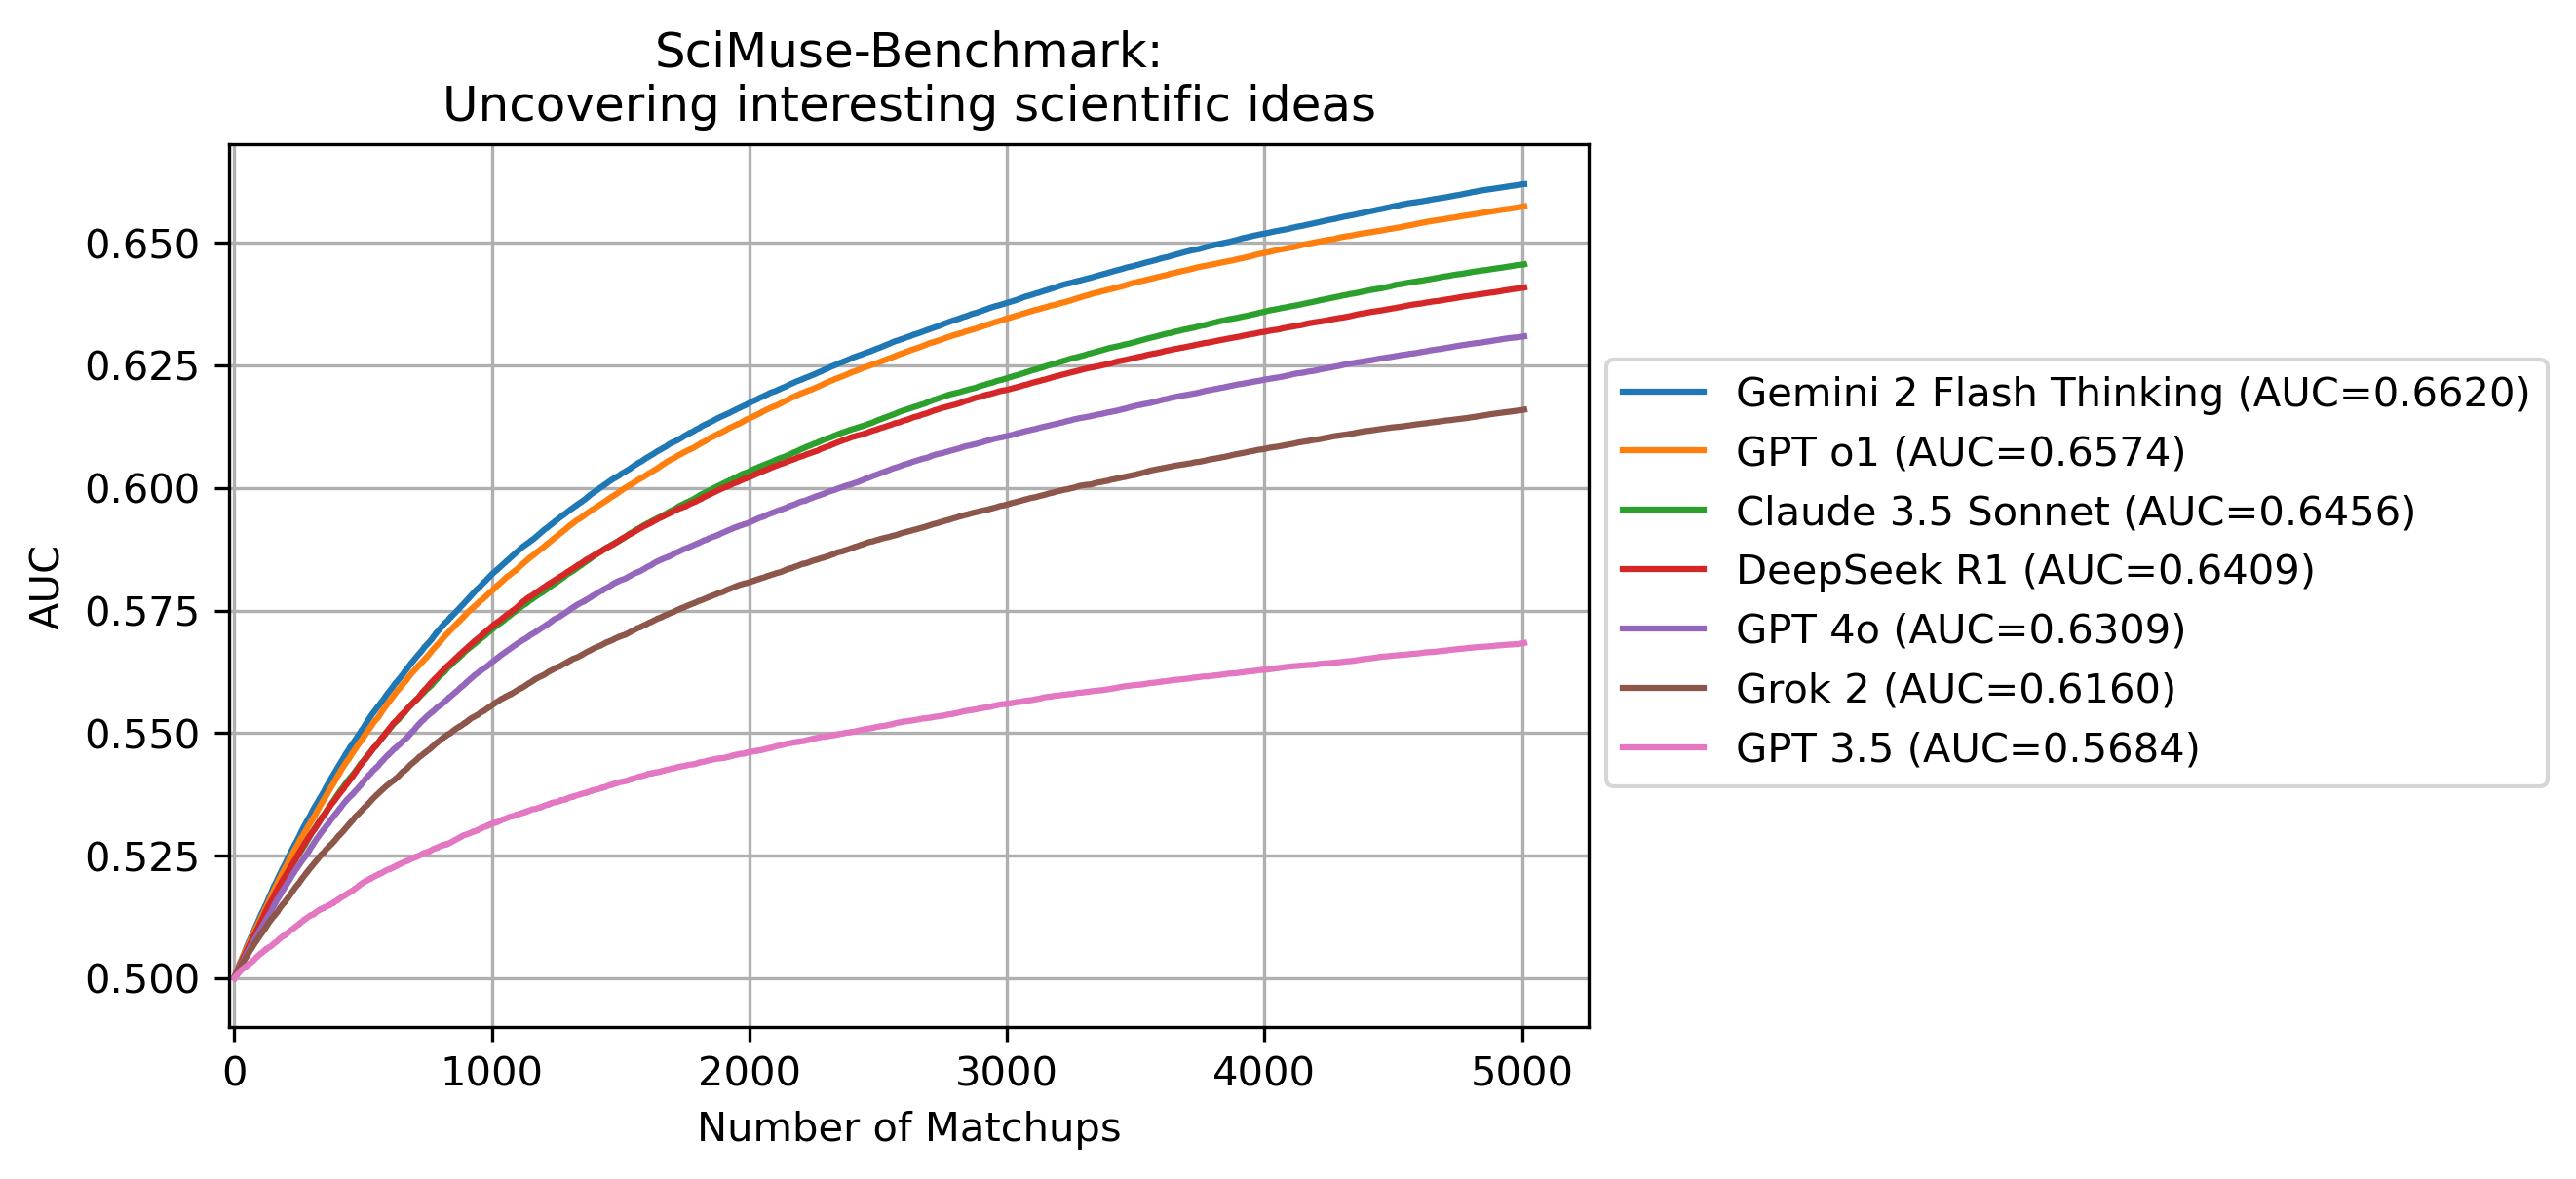 SciMuse-Benchmark:
Uncovering interesting scientific ideas
AUC
0.650
0.625
0.600
0.575
0.550
0.525
0.500
0
1000
2000
3000
4000
5000
Number of Matchups
Gemini 2 Flash Thinking (AUC=0.6620)
GPT o1 (AUC=0.6574)
Claude 3.5 Sonnet (AUC=0.6456)
DeepSeek R1 (AUC=0.6409)
GPT 4o (AUC=0.6309)
Grok 2 (AUC=0.6160)
GPT 3.5 (AUC=0.5684)